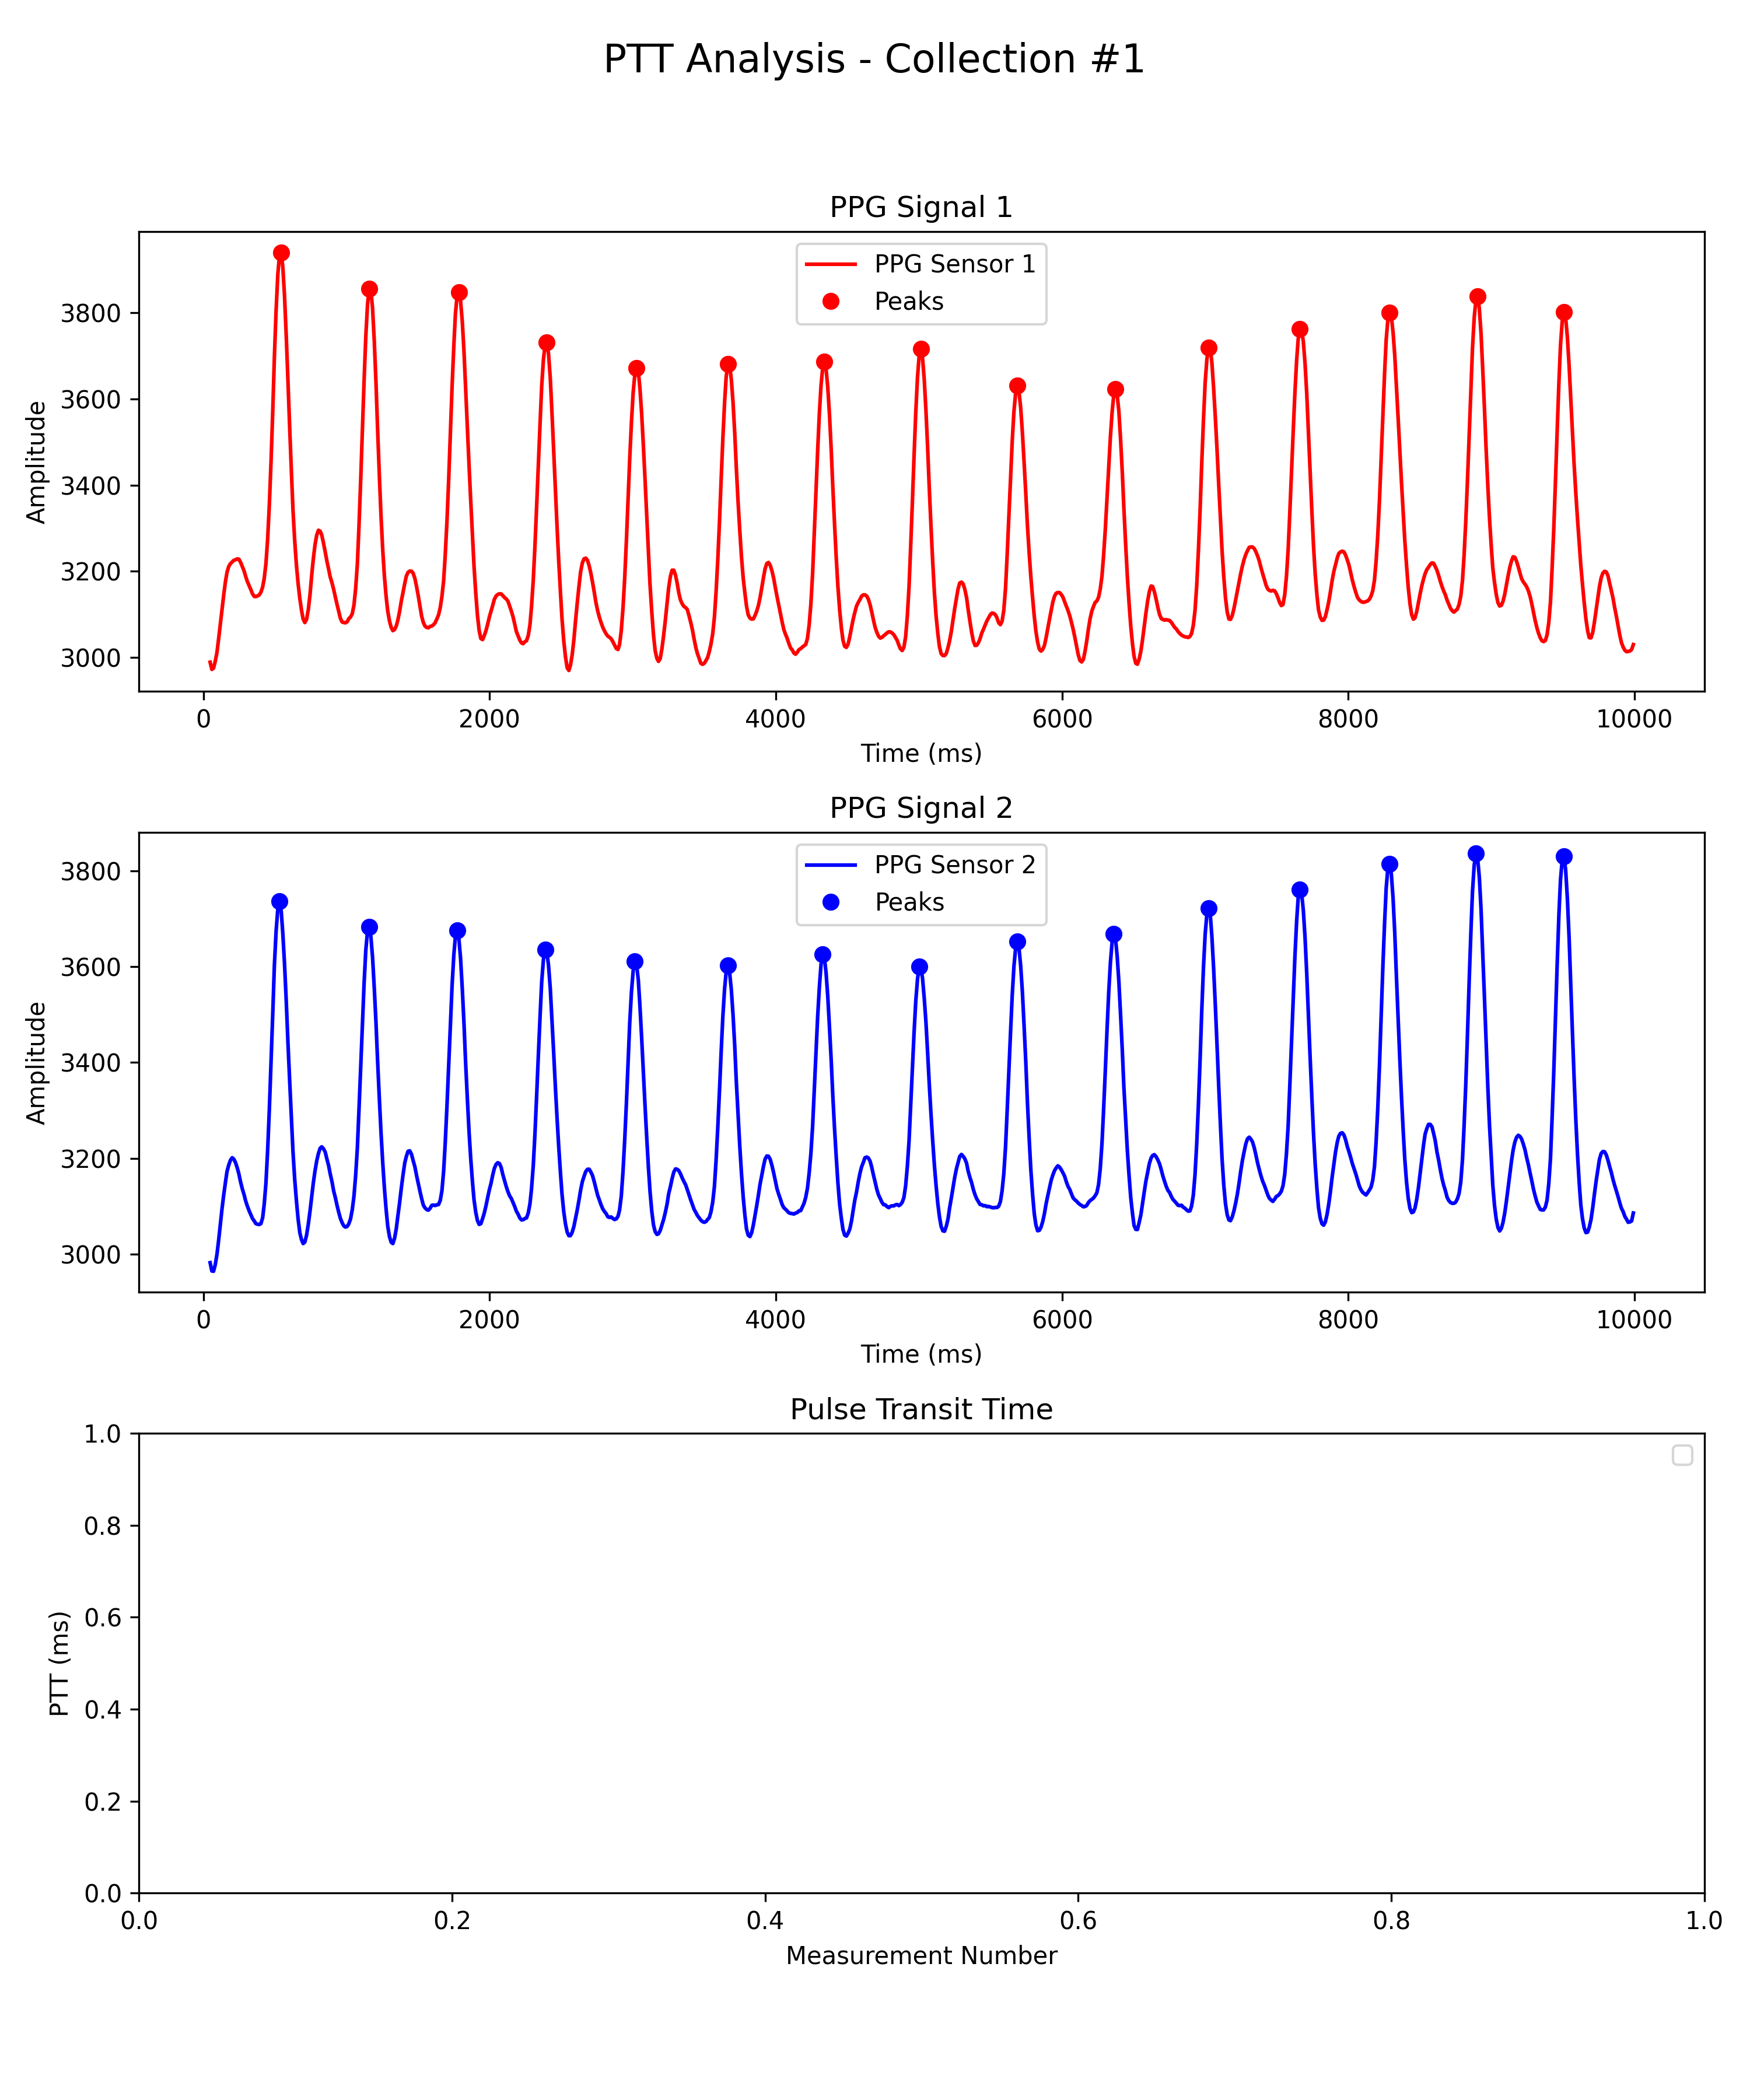 PTT Analysis - Collection #1
PPG Signal 1
PPG Sensor 1
Peaks
Amplitude
3800
3600
3400
3200
3000
0 2000 4000 6000 8000 10000
Time (ms)
PPG Signal 2
PPG Sensor 2
Peaks
Amplitude
3800
3600
3400
3200
3000
0 2000 4000 6000 8000 10000
Time (ms)
Pulse Transit Time
PTT (ms)
1.0
0.8
0.6
0.4
0.2
0.0
0.0 0.2 0.4 0.6 0.8 1.0
Measurement Number